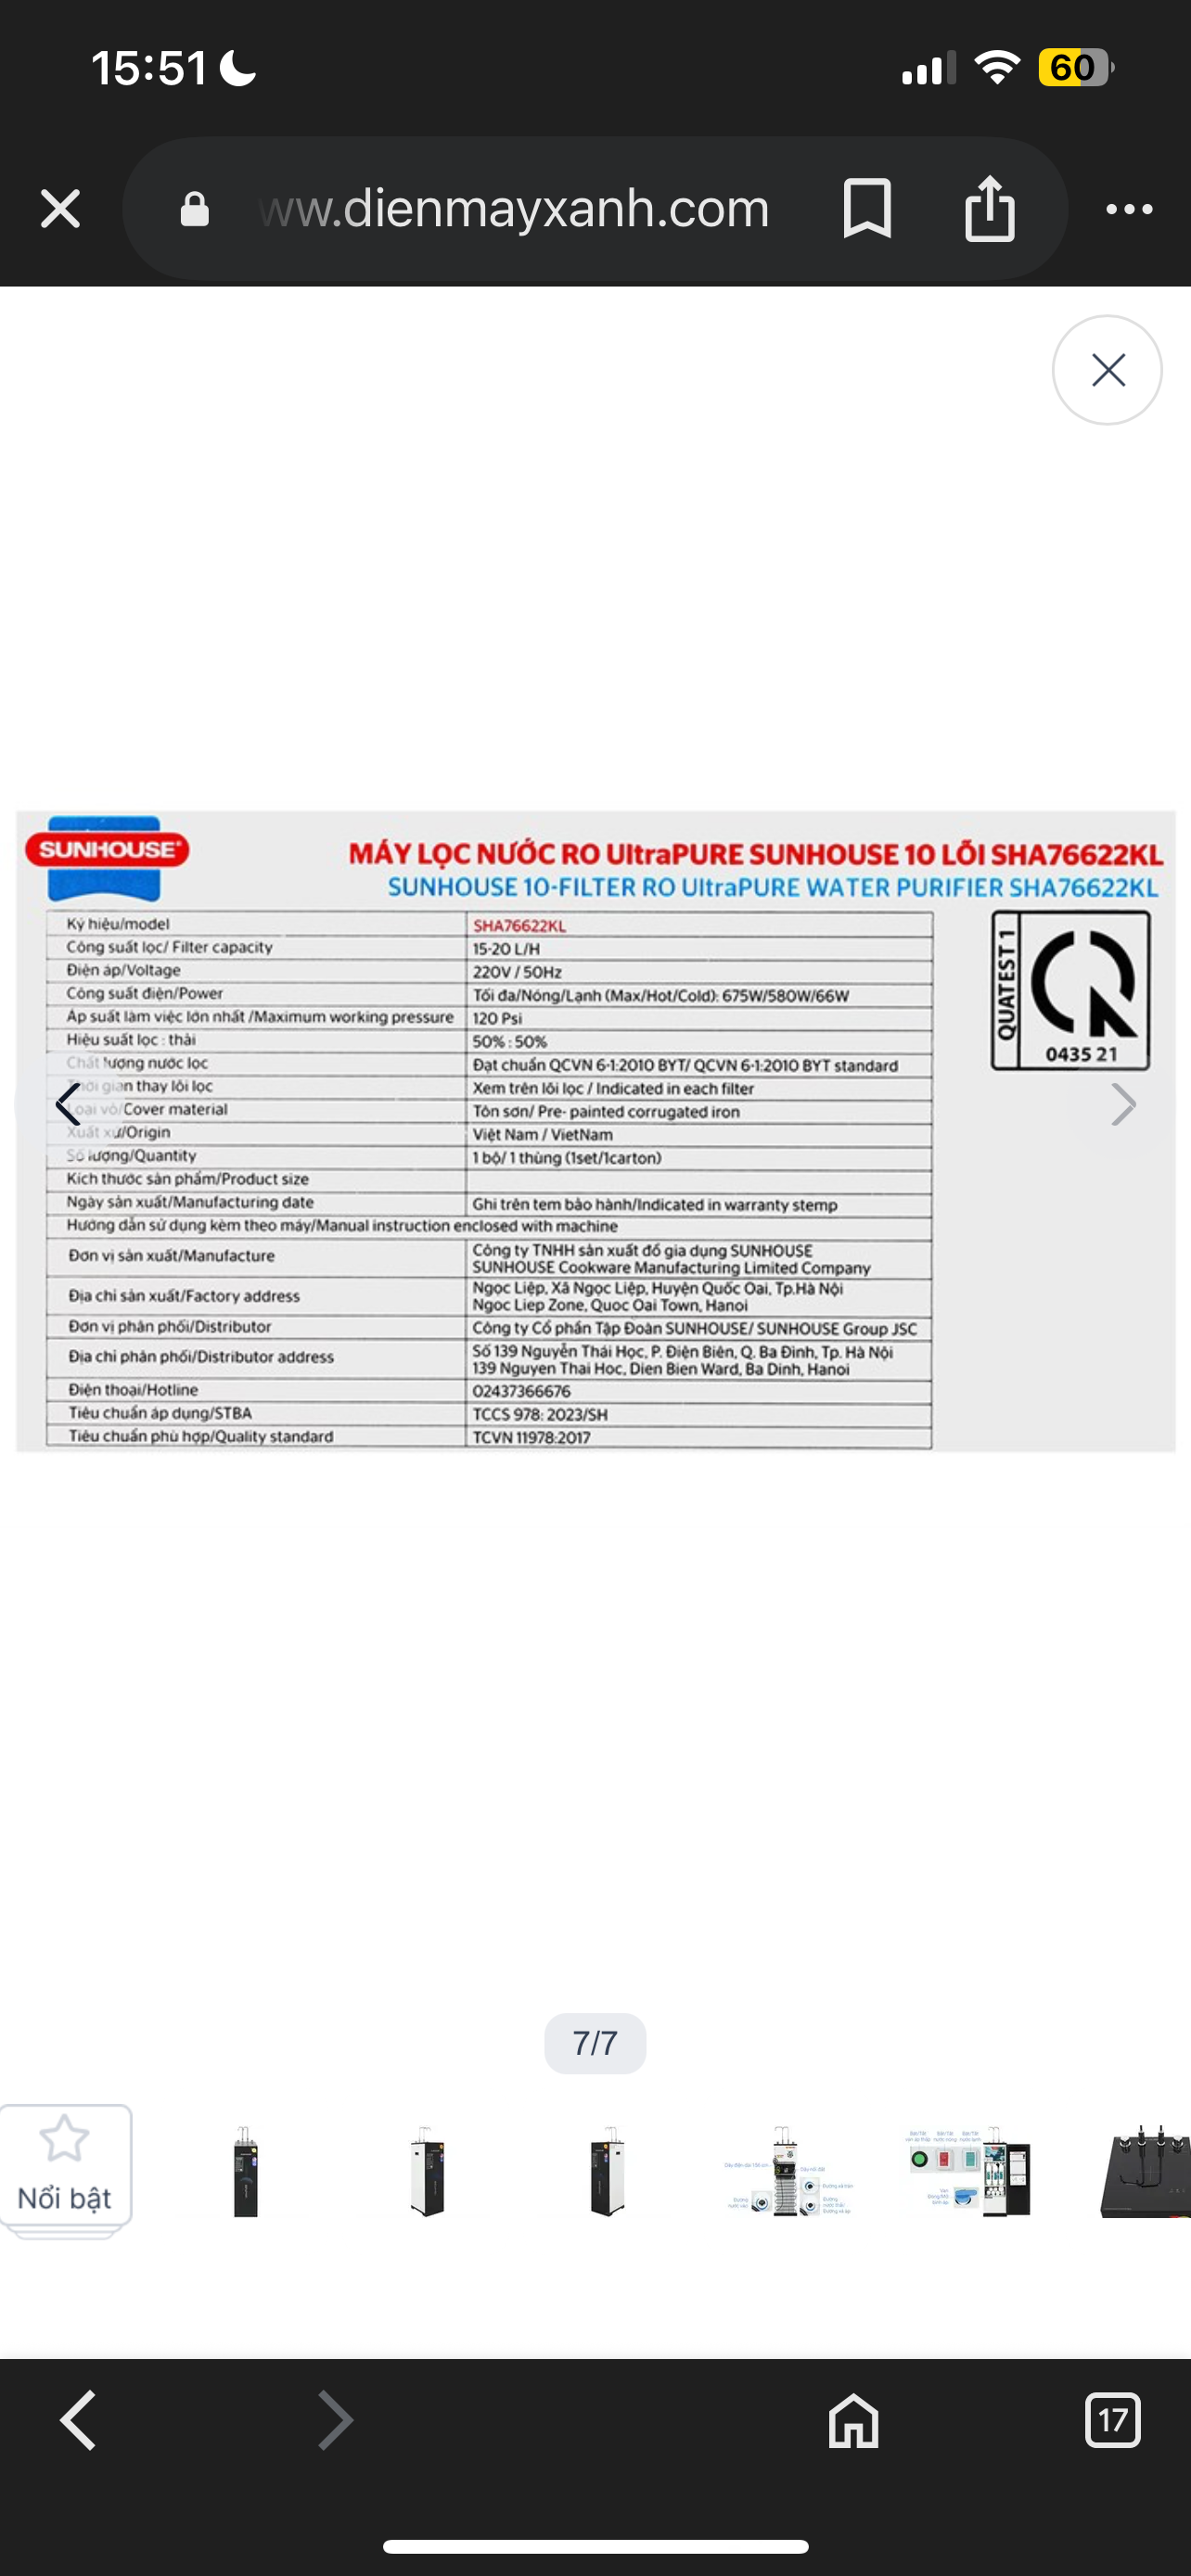 15:51
60
ww.dienmayxanh.com
SUNHOUSE
MÁY LỌC NƯỚC RO UltraPURE SUNHOUSE 10 LÕI SHA76622KL
SUNHOUSE 10-FILTER RO UltraPURE WATER PURIFIER SHA76622KL
Ký hiệu/model SHA76622KL
Công suất lọc/ Filter capacity 15-20 L/H
Điện áp/Voltage 220V / 50Hz
Công suất điện/Power Tối đa/Nóng/Lạnh (Max/Hot/Cold): 675W/580W/66W
Áp suất làm việc lớn nhất /Maximum working pressure 120 Psi
Hiệu suất lọc : thải 50% : 50%
Chất lượng nước lọc Đạt chuẩn QCVN 6-1:2010 BYT/ QCVN 6-1:2010 BYT standard
Thời gian thay lõi lọc Xem trên lõi lọc / Indicated in each filter
Loại vỏ/Cover material Tôn sơn/ Pre- painted corrugated iron
Xuất xứ/Origin Việt Nam / VietNam
Số lượng/Quantity 1 bộ/ 1 thùng (1set/1carton)
Kích thước sản phẩm/Product size
Ngày sản xuất/Manufacturing date Ghi trên tem bảo hành/Indicated in warranty stemp
Hướng dẫn sử dụng kèm theo máy/Manual instruction enclosed with machine
Đơn vị sản xuất/Manufacture Công ty TNHH sản xuất đồ gia dụng SUNHOUSE
SUNHOUSE Cookware Manufacturing Limited Company
Địa chỉ sản xuất/Factory address Ngọc Liệp, Xã Ngọc Liệp, Huyện Quốc Oai, Tp.Hà Nội
Ngoc Liep Zone, Quoc Oai Town, Hanoi
Đơn vị phân phối/Distributor Công ty Cổ phần Tập Đoàn SUNHOUSE/ SUNHOUSE Group JSC
Địa chỉ phân phối/Distributor address Số 139 Nguyễn Thái Học, P. Điện Biên, Q. Ba Đình, Tp. Hà Nội
139 Nguyen Thai Hoc, Dien Bien Ward, Ba Dinh, Hanoi
Điện thoại/Hotline 02437366676
Tiêu chuẩn áp dụng/STBA TCCS 978: 2023/SH
Tiêu chuẩn phù hợp/Quality standard TCVN 11978:2017
QUATEST 1
0435 21
7/7
Nổi bật
17